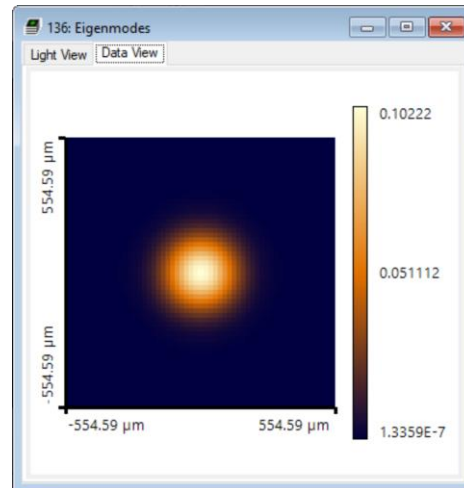 136: Eigenmodes
Light View Data View
0.10222
554.59 µm
0.051112
-554.59 µm
1.3359E-7
-554.59 µm 554.59 µm